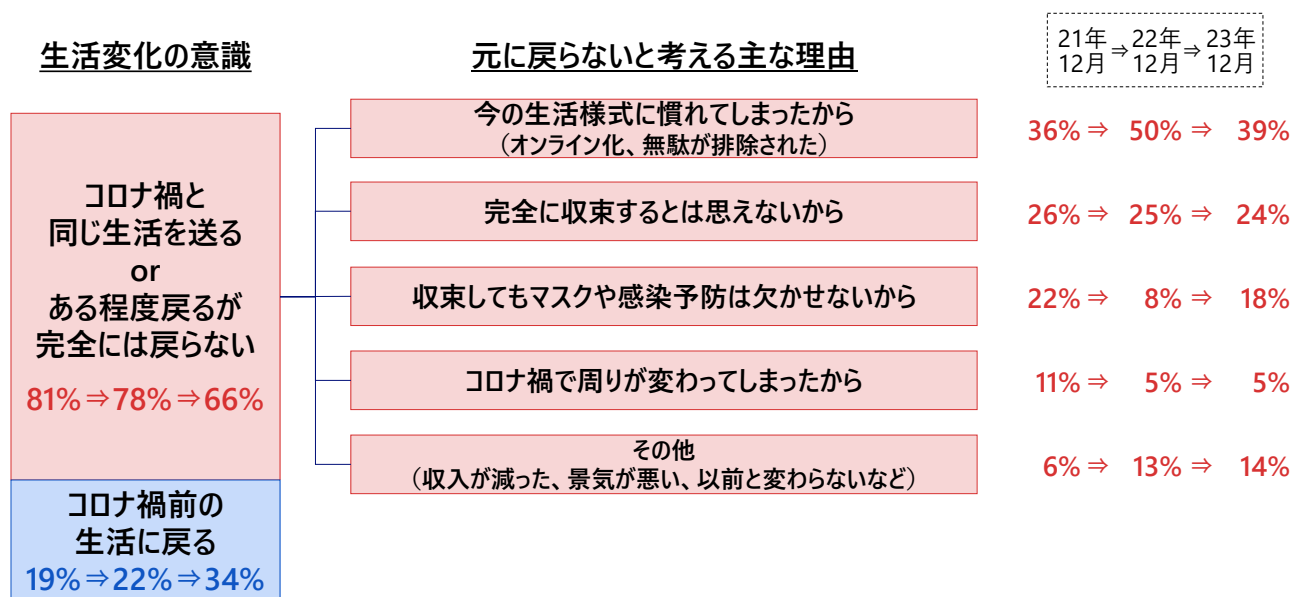 生活変化の意識
元に戻らないと考える主な理由
21年 ⇒ 22年 ⇒ 23年
12月 12月 12月
コロナ禍と
同じ生活を送る
or
ある程度戻るが
完全には戻らない
81%⇒78%⇒66%
コロナ禍前の
生活に戻る
19%⇒22%⇒34%
今の生活様式に慣れてしまったから
（オンライン化、無駄が排除された）
36% ⇒ 50% ⇒ 39%
完全に収束するとは思えないから
26% ⇒ 25% ⇒ 24%
収束してもマスクや感染予防は欠かせないから
22% ⇒ 8% ⇒ 18%
コロナ禍で周りが変わってしまったから
11% ⇒ 5% ⇒ 5%
その他
（収入が減った、景気が悪い、以前と変わらないなど）
6% ⇒ 13% ⇒ 14%